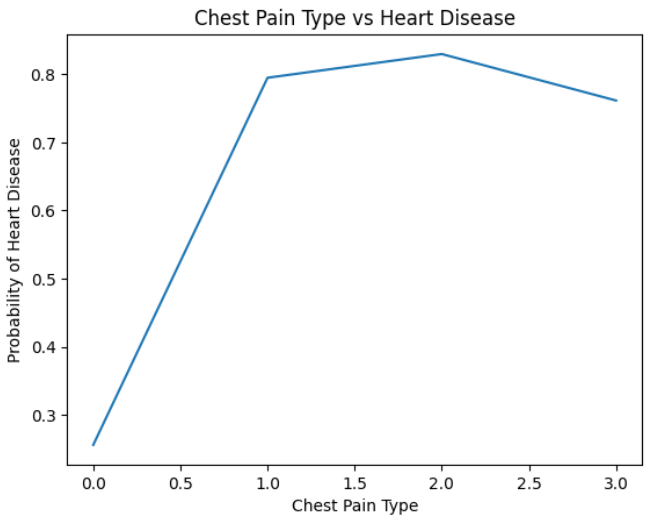 Chest Pain Type vs Heart Disease
Probability of Heart Disease
0.8
0.7
0.6
0.5
0.4
0.3
0.0 0.5 1.0 1.5 2.0 2.5 3.0
Chest Pain Type